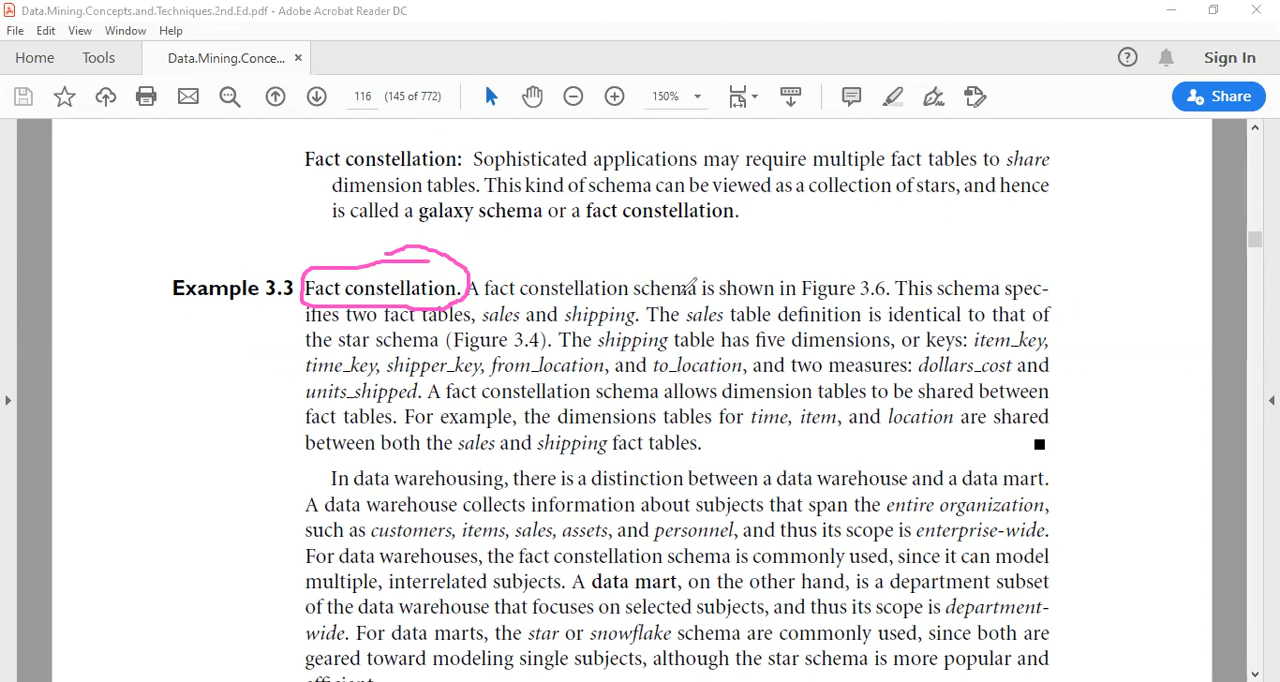 Data.Mining.Concepts.and.Techniques.2nd.Ed.pdf - Adobe Acrobat Reader DC
File Edit View Window Help
Home Tools Data.Mining.Conce... × Sign In
116 (145 of 772) 150% Share
Fact constellation: Sophisticated applications may require multiple fact tables to share
dimension tables. This kind of schema can be viewed as a collection of stars, and hence
is called a galaxy schema or a fact constellation.
Example 3.3 Fact constellation. A fact constellation schema is shown in Figure 3.6. This schema spec-
ifies two fact tables, sales and shipping. The sales table definition is identical to that of
the star schema (Figure 3.4). The shipping table has five dimensions, or keys: item_key,
time_key, shipper_key, from_location, and to_location, and two measures: dollars_cost and
units_shipped. A fact constellation schema allows dimension tables to be shared between
fact tables. For example, the dimensions tables for time, item, and location are shared
between both the sales and shipping fact tables.
In data warehousing, there is a distinction between a data warehouse and a data mart.
A data warehouse collects information about subjects that span the entire organization,
such as customers, items, sales, assets, and personnel, and thus its scope is enterprise-wide.
For data warehouses, the fact constellation schema is commonly used, since it can model
multiple, interrelated subjects. A data mart, on the other hand, is a department subset
of the data warehouse that focuses on selected subjects, and thus its scope is department-
wide. For data marts, the star or snowflake schema are commonly used, since both are
geared toward modeling single subjects, although the star schema is more popular and